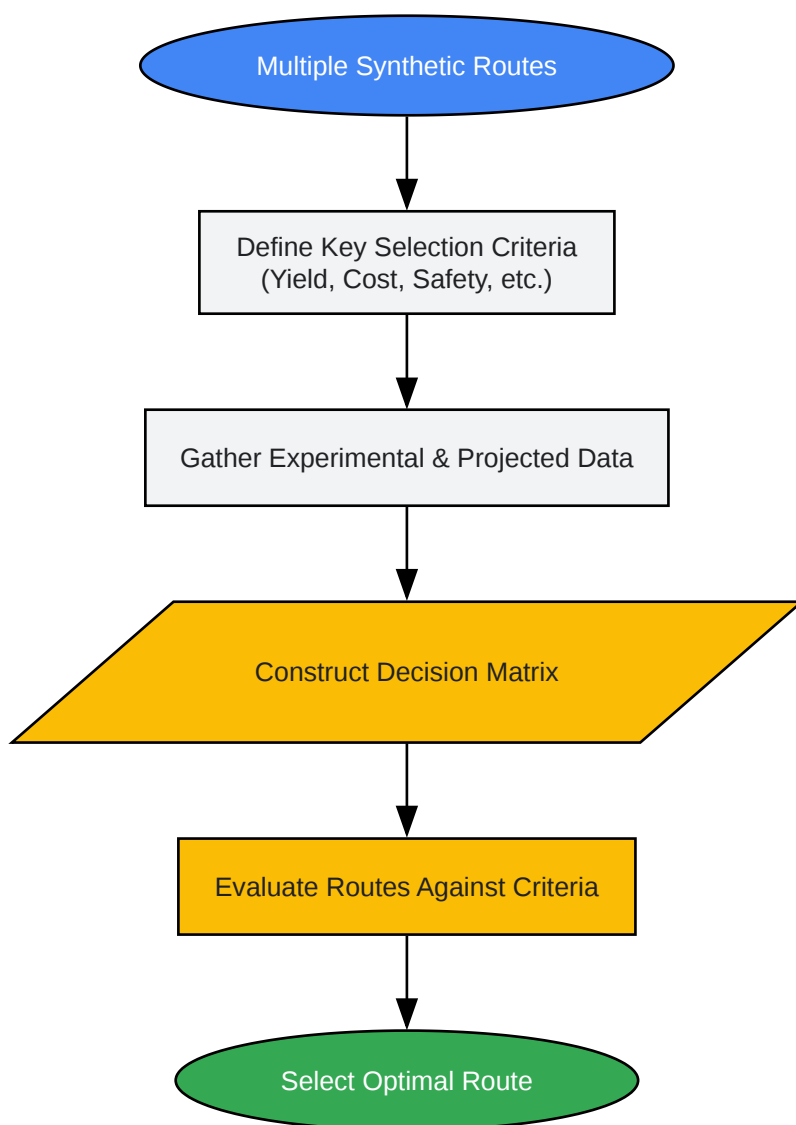 Multiple Synthetic Routes
Define Key Selection Criteria
(Yield, Cost, Safety, etc.)
Gather Experimental & Projected Data
Construct Decision Matrix
Evaluate Routes Against Criteria
Select Optimal Route